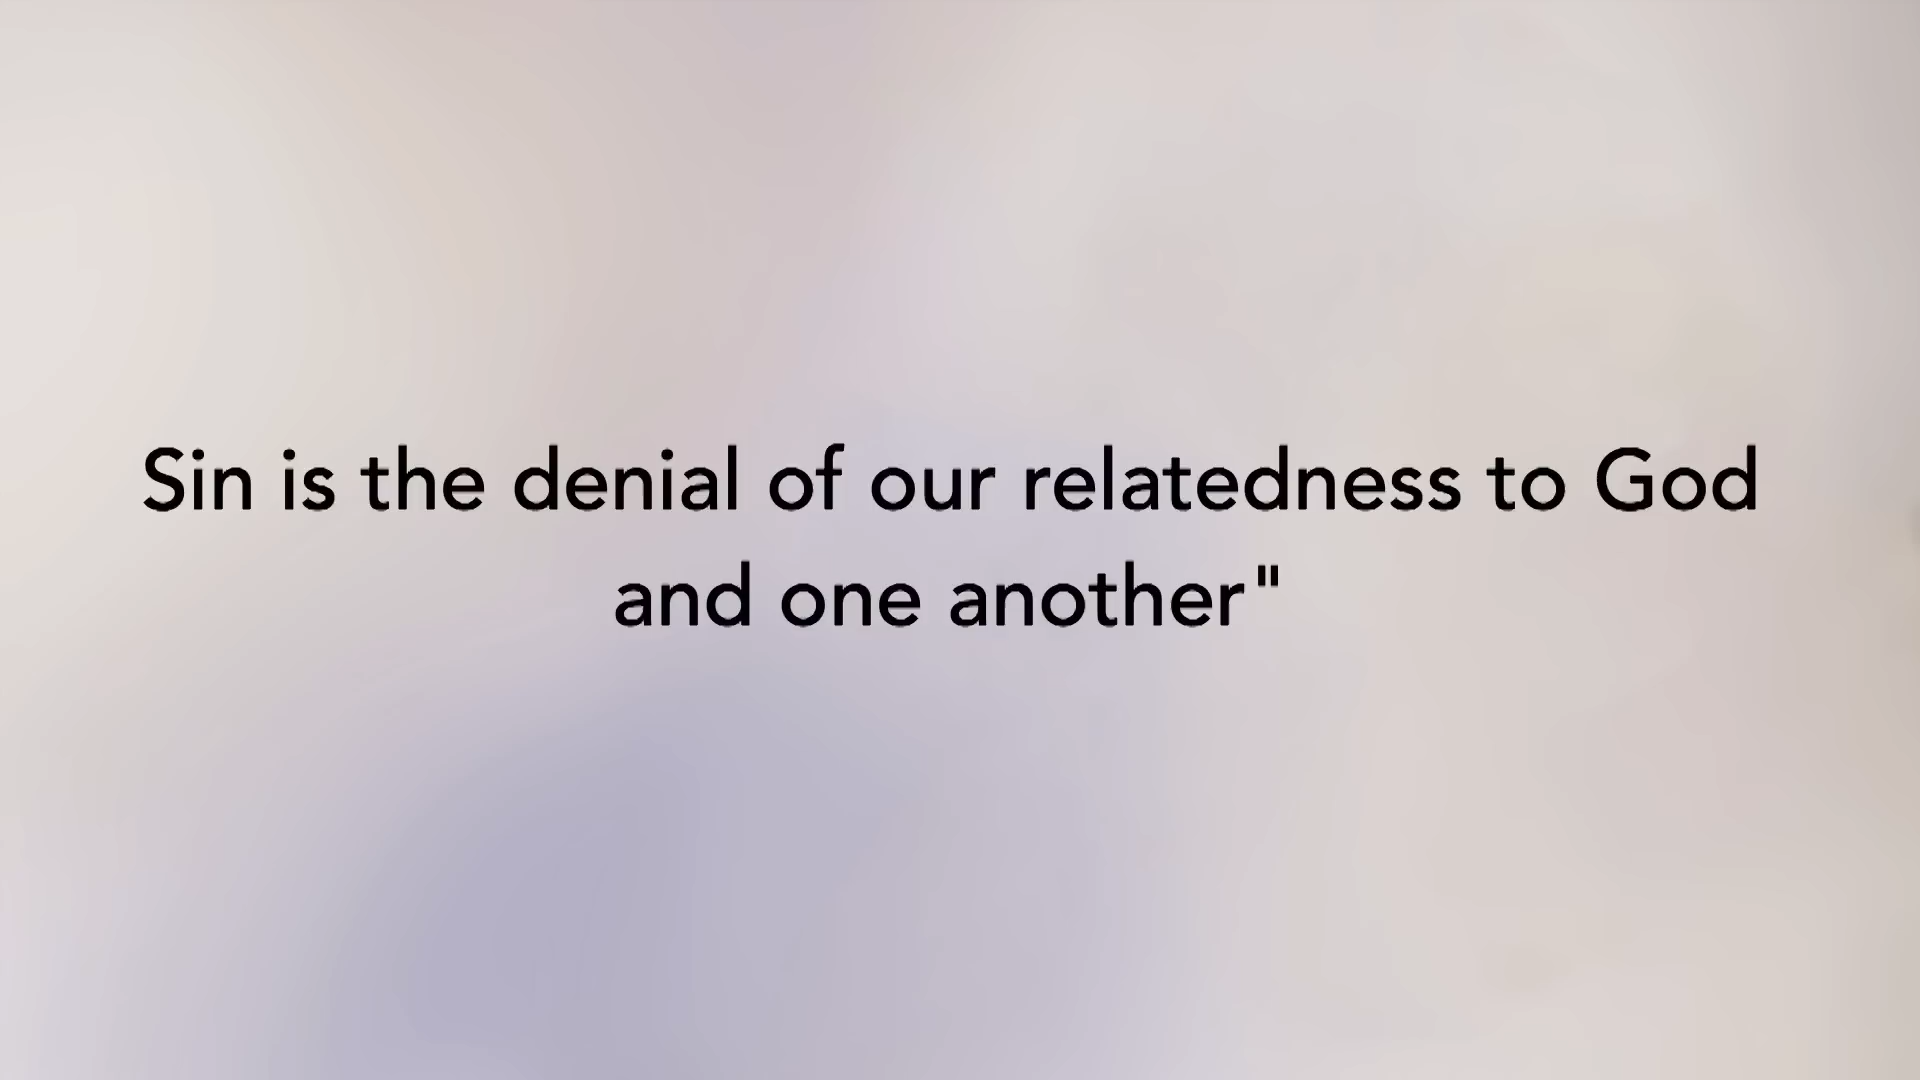 Sin is the denial of our relatedness to God
and one another"